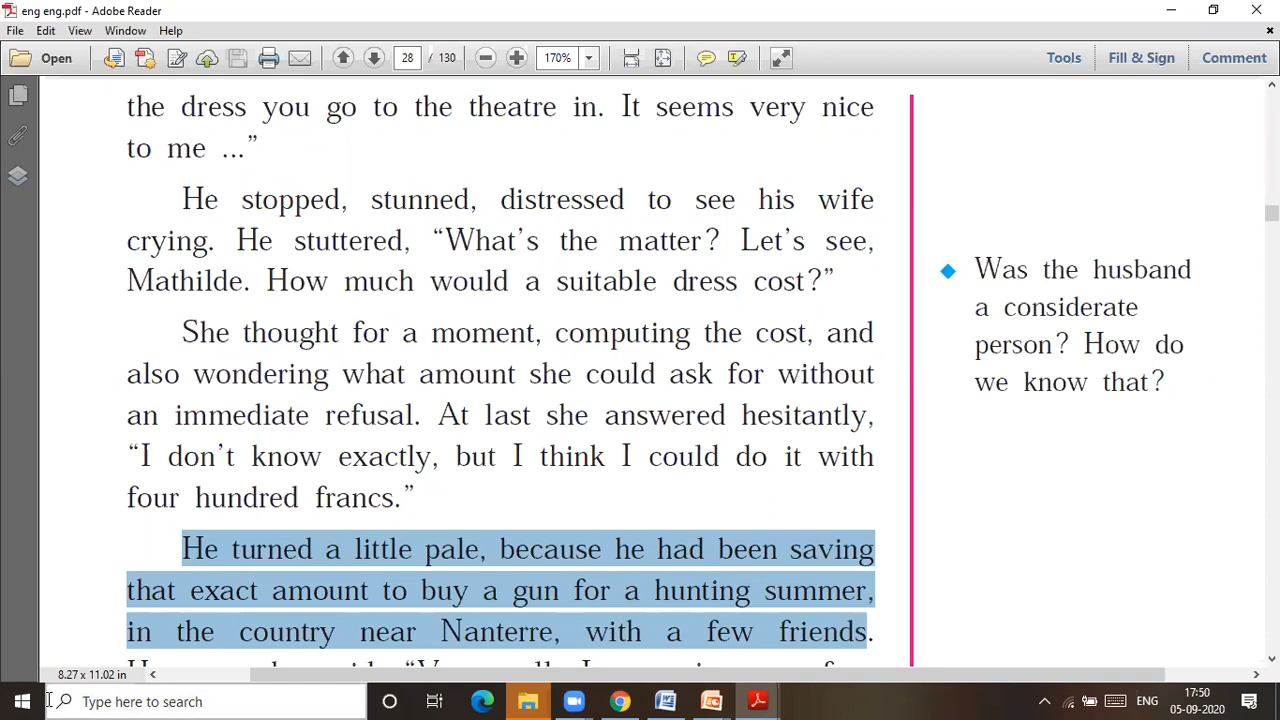 eng eng.pdf - Adobe Reader
File Edit View Window Help
Open 28 / 130 170% Tools Fill & Sign Comment
the dress you go to the theatre in. It seems very nice
to me ...”
He stopped, stunned, distressed to see his wife
crying. He stuttered, “What’s the matter? Let’s see,
Mathilde. How much would a suitable dress cost?”
She thought for a moment, computing the cost, and
also wondering what amount she could ask for without
an immediate refusal. At last she answered hesitantly,
“I don’t know exactly, but I think I could do it with
four hundred francs.”
He turned a little pale, because he had been saving
that exact amount to buy a gun for a hunting summer,
in the country near Nanterre, with a few friends.
Was the husband
a considerate
person? How do
we know that?
8.27 x 11.02 in
Type here to search
ENG
17:50
05-09-2020